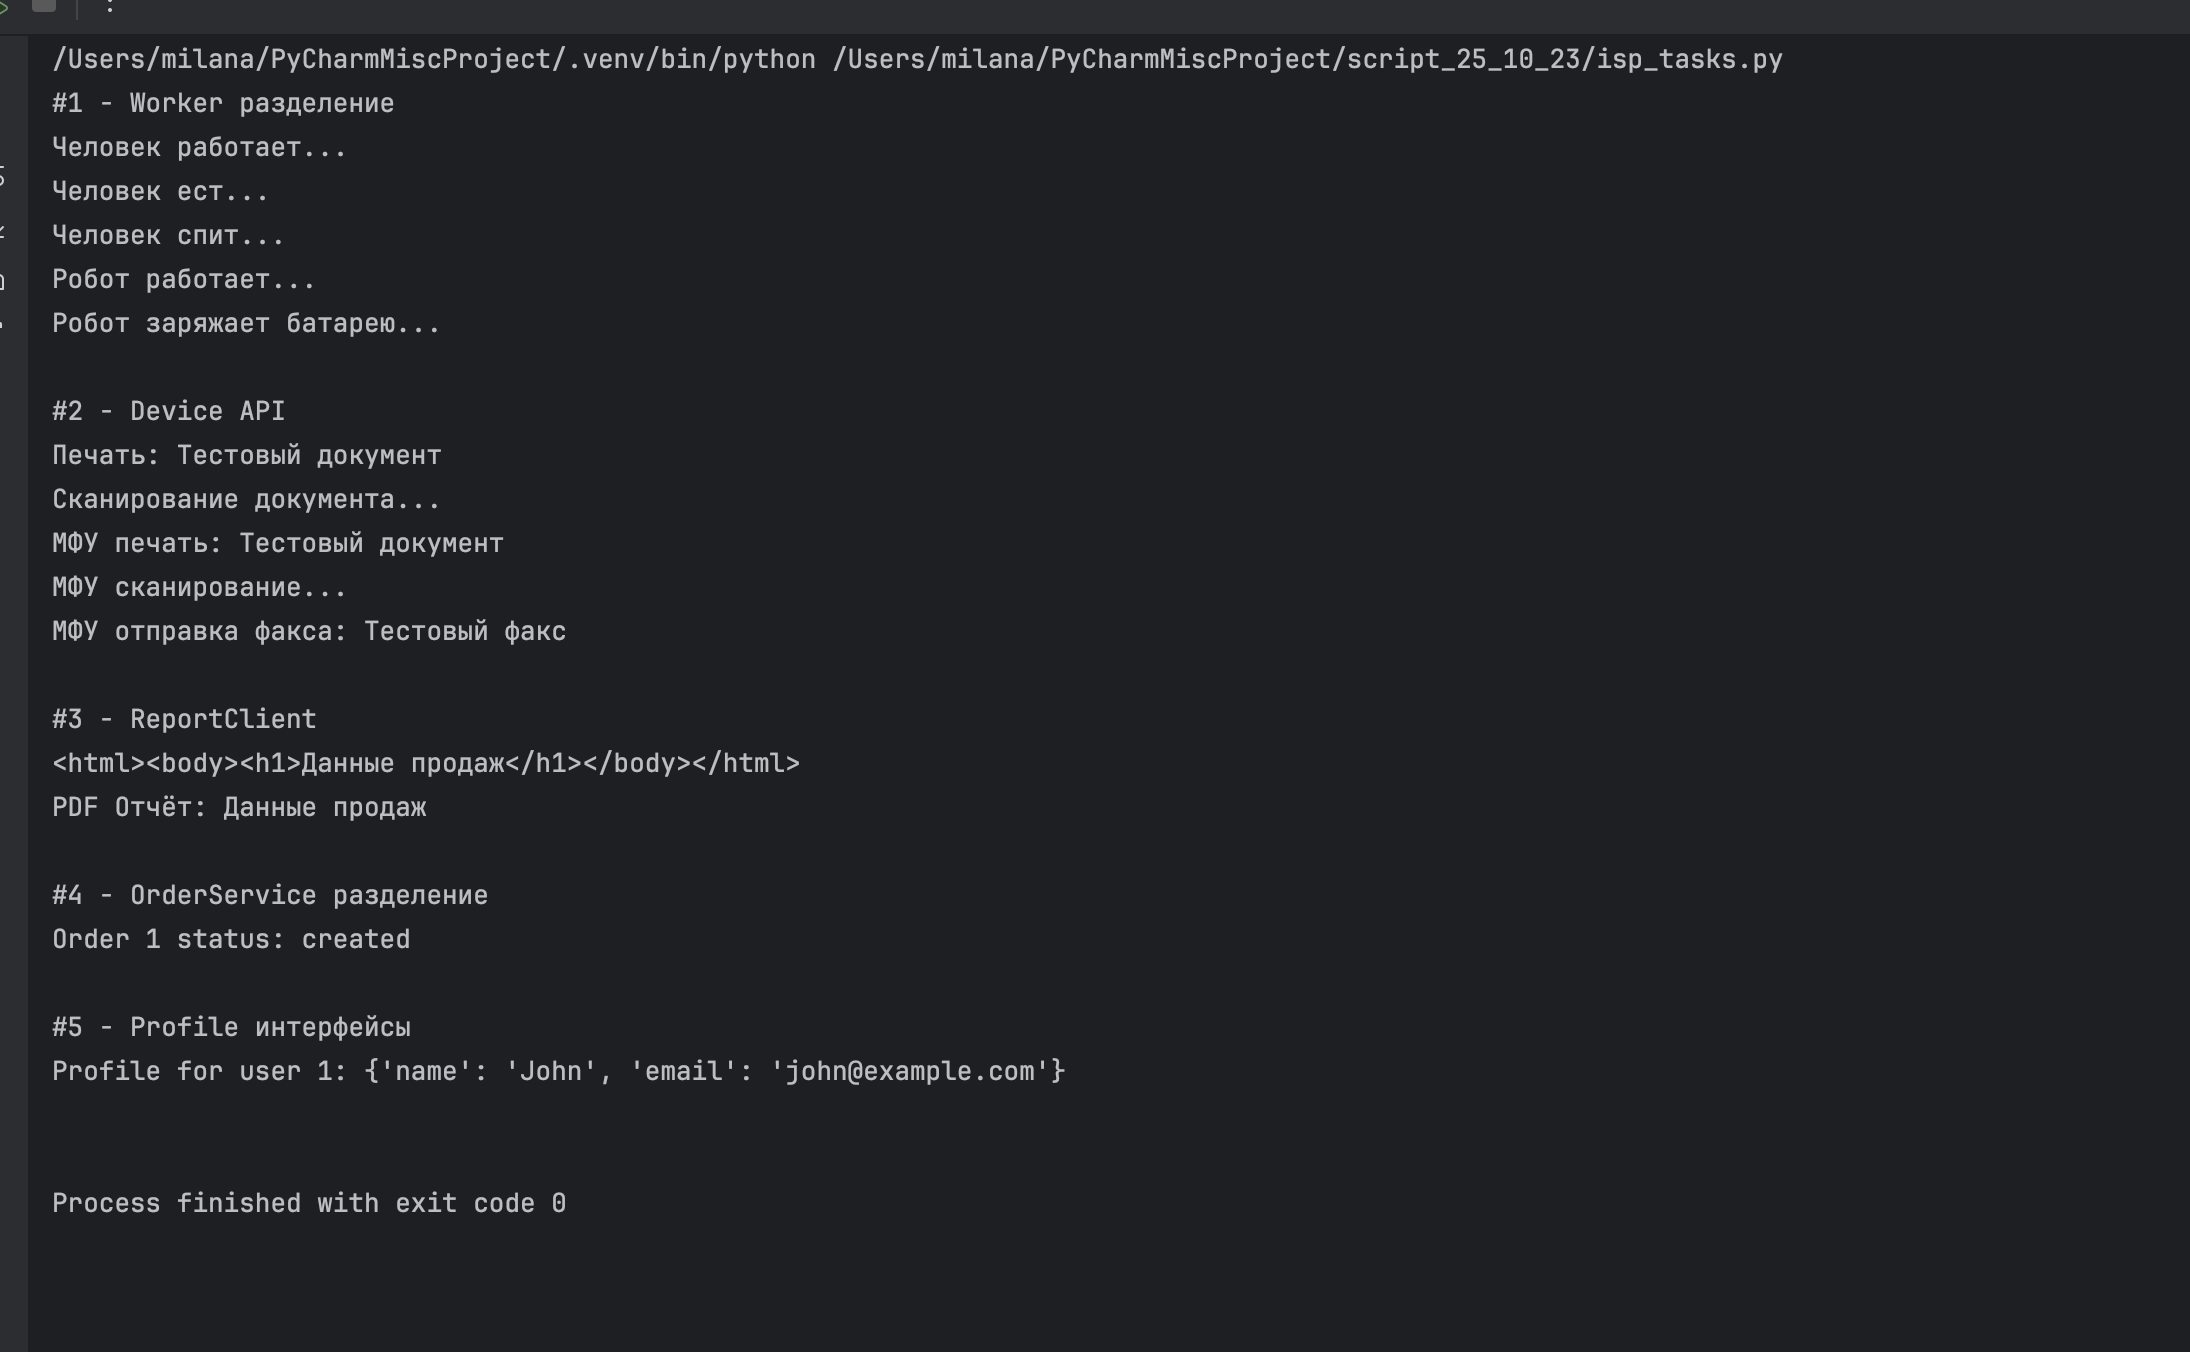 /Users/milana/PyCharmMiscProject/.venv/bin/python /Users/milana/PyCharmMiscProject/script_25_10_23/isp_tasks.py
#1 - Worker разделение
Человек работает...
Человек ест...
Человек спит...
Робот работает...
Робот заряжает батарею...
#2 - Device API
Печать: Тестовый документ
Сканирование документа...
МФУ печать: Тестовый документ
МФУ сканирование...
МФУ отправка факса: Тестовый факс
#3 - ReportClient
<html><body><h1>Данные продаж</h1></body></html>
PDF Отчёт: Данные продаж
#4 - OrderService разделение
Order 1 status: created
#5 - Profile интерфейсы
Profile for user 1: {'name': 'John', 'email': 'john@example.com'}
Process finished with exit code 0